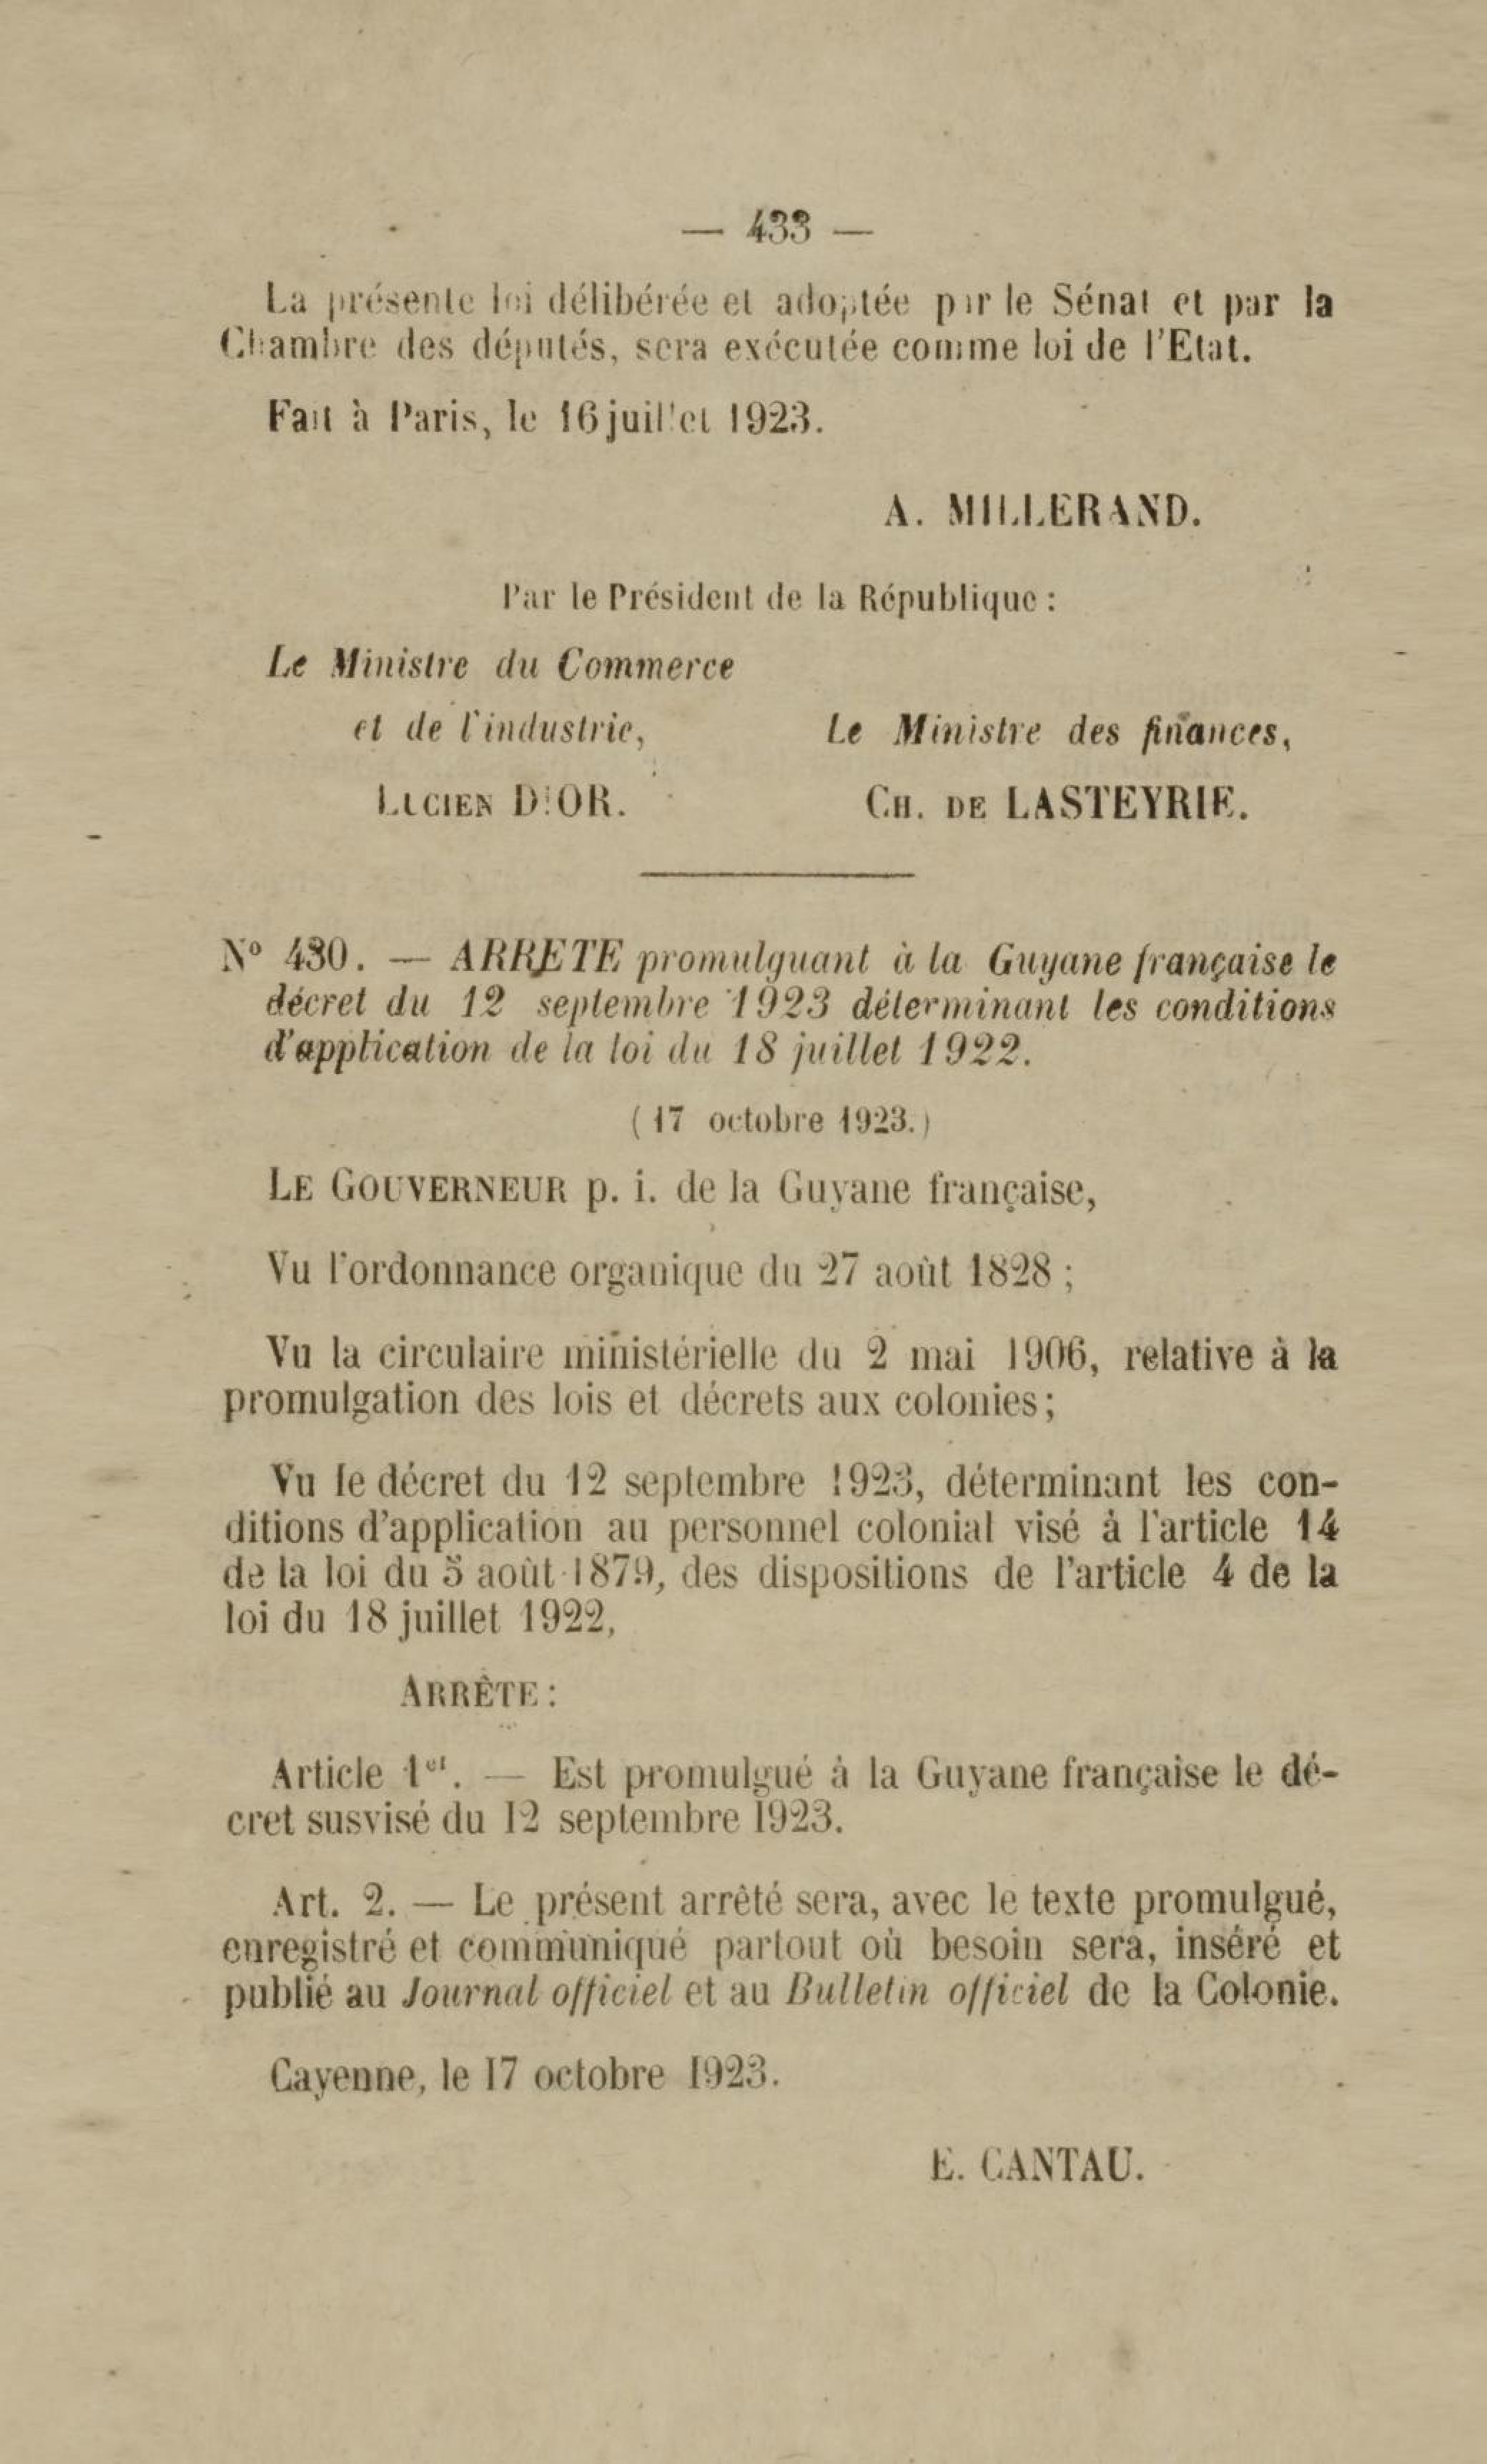 — 433 —
La présente loi délibérée et adoptée par le Sénat et par la
Chambre des députés, sera exécutée comme loi de l'Etat.
Fait à Paris, le 16 juillet 1923.
A. MILLERAND.
Par le Président de la République :
Le Ministre du Commerce
et de l'industrie,
Le Ministre des finances,
LUCIEN DIOR.
CH. DE LASTEYRIE.
N° 430. — ARRETE promulguant à la Guyane française le
décret du 12 septembre 1923 déterminant les conditions
d'application de la loi du 18 juillet 1922.
(17 octobre 1923.)
LE GOUVERNEUR p. i. de la Guyane française,
Vu l'ordonnance organique du 27 août 1828 ;
Vu la circulaire ministérielle du 2 mai 1906, relative à la
promulgation des lois et décrets aux colonies;
Vu le décret du 12 septembre 1923, déterminant les con-
ditions d'application au personnel colonial visé à l'article 14
de la loi du 5 août 1879, des dispositions de l'article 4 de la
loi du 18 juillet 1922,
ARRÊTE :
Article 1er. — Est promulgué à la Guyane française le dé-
cret susvisé du 12 septembre 1923.
Art. 2. — Le présent arrêté sera, avec le texte promulgué,
enregistré et communiqué partout où besoin sera, inséré et
publié au Journal officiel et au Bulletin officiel de la Colonie.
Cayenne, le 17 octobre 1923.
E. CANTAU.